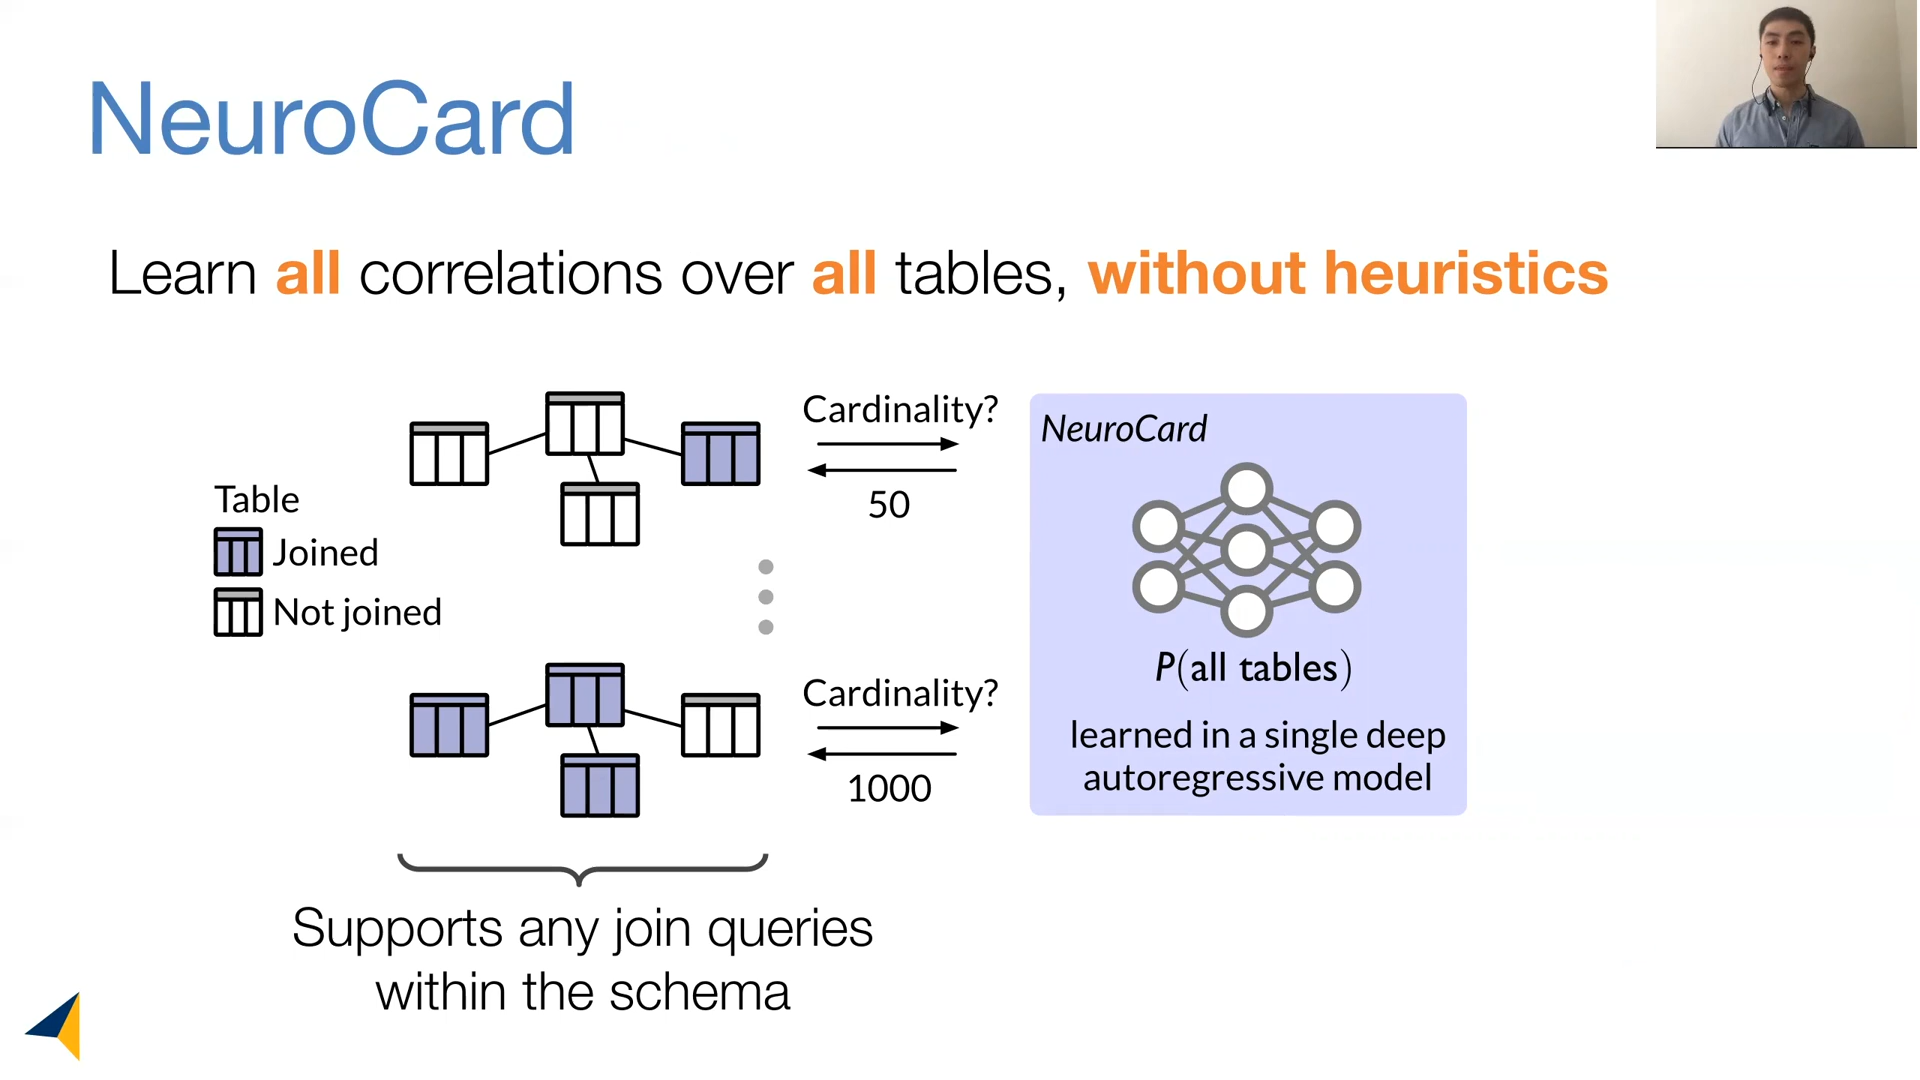 NeuroCard
Learn all correlations over all tables, without heuristics
Table
Joined
Not joined
Cardinality?
50
Cardinality?
1000
NeuroCard
P(all tables)
learned in a single deep
autoregressive model
Supports any join queries
within the schema